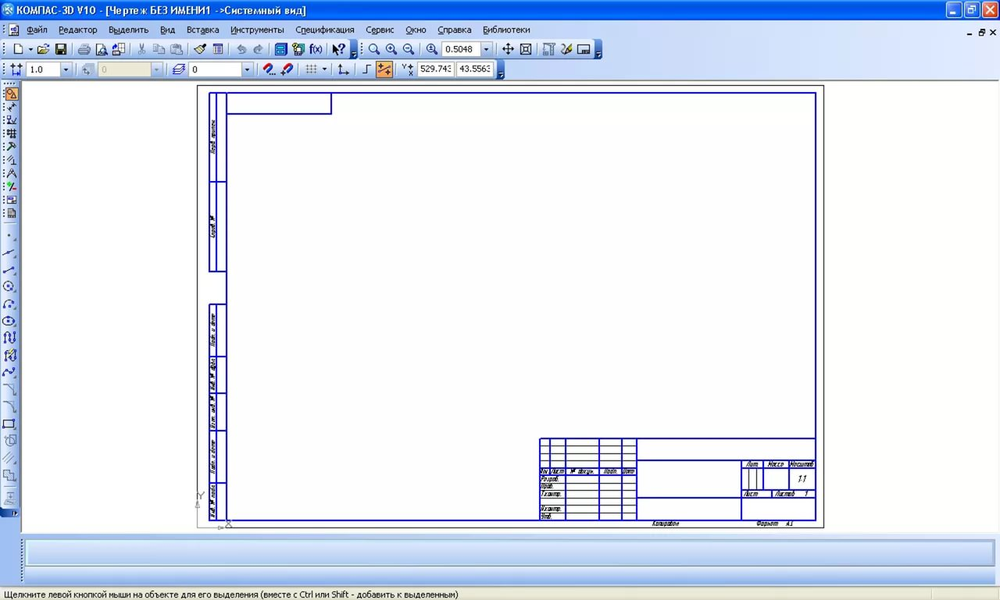 КОМПАС-3D V10 - [Чертеж БЕЗ ИМЕНИ1 ->Системный вид]
Файл Редактор Выделить Вид Вставка Инструменты Спецификация Сервис Окно Справка Библиотеки
f(x) 0.5048
1.0 0 0 529.743 43.5563
Перв. примен.
Справ. №
Подп. и дата
Инв. № дубл.
Взам. инв. №
Подп. и дата
Инв. № подл.
Y
X
Лит. Масса Масштаб
Изм. Лист № докум. Подп. Дата
Разраб. 1:1
Пров.
Т.контр. Лист Листов 1
Н.контр.
Утв.
Копировал Формат A3
Щелкните левой кнопкой мыши на объекте для его выделения (вместе с Ctrl или Shift - добавить к выделенным)